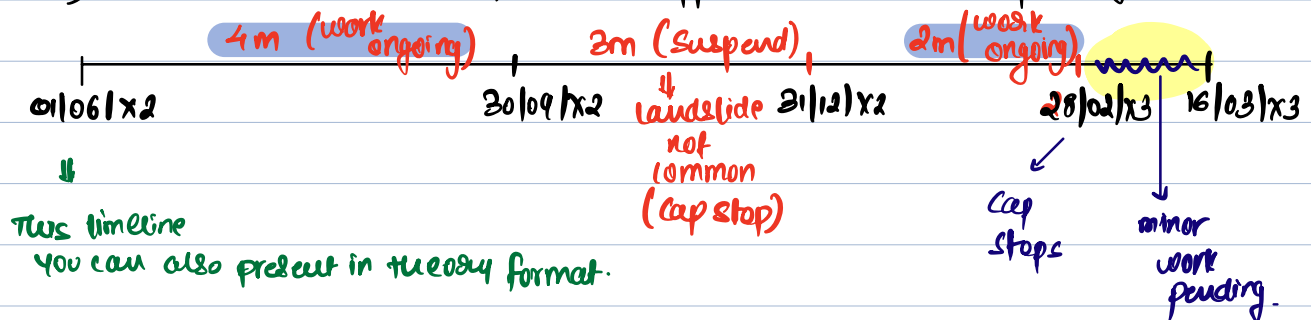 4m (work ongoing)
3m (Suspend)
2m (work ongoing)
01/06/x2
30/09/x2
31/12/x2
28/02/x3
16/03/x3
⇓
landslide
not
common
(cap stop)
Cap
stops
minor
work
pending.
⇓
This timeline
you can also present in theory format.